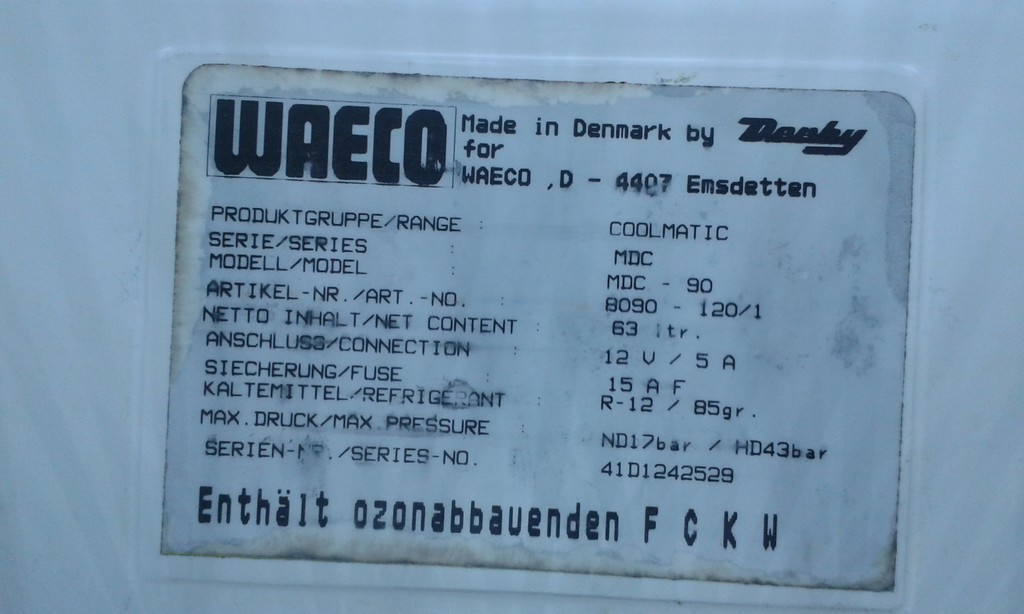 WAECO
Made in Denmark by Danby
for
WAECO ,D - 4407 Emsdetten
PRODUKTGRUPPE/RANGE : COOLMATIC
SERIE/SERIES : MDC
MODELL/MODEL : MDC - 90
ARTIKEL-NR./ART.-NO. : 8090 - 120/1
NETTO INHALT/NET CONTENT : 63 ltr.
ANSCHLUSS/CONNECTION : 12 V / 5 A
SIECHERUNG/FUSE : 15 A F
KALTEMITTEL/REFRIGERANT : R-12 / 85gr.
MAX.DRUCK/MAX.PRESSURE : ND17bar / HD43bar
SERIEN-NR./SERIES-NO. : 41D1242529
Enthält ozonabbauenden F C K W